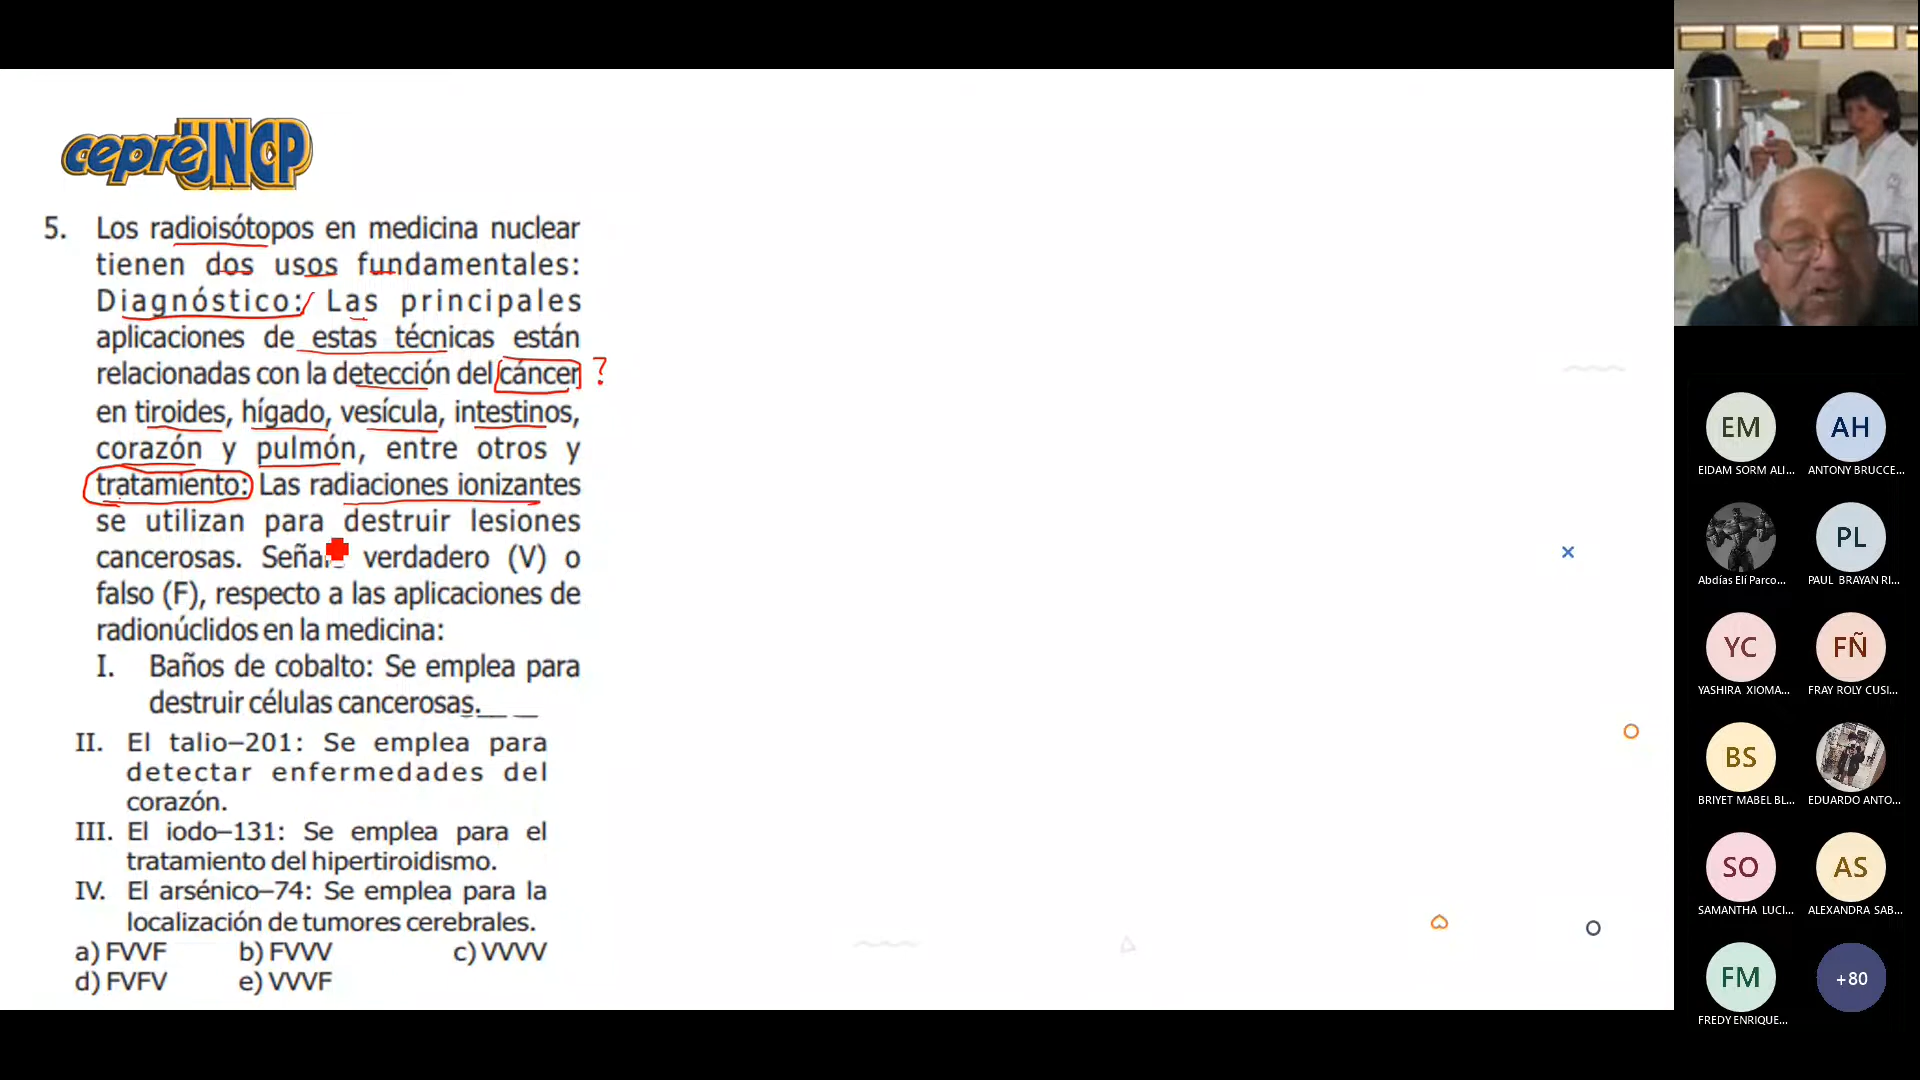 cepreUNCP
5. Los radioisótopos en medicina nuclear
tienen dos usos fundamentales:
Diagnóstico: Las principales
aplicaciones de estas técnicas están
relacionadas con la detección del cáncer ?
en tiroides, hígado, vesícula, intestinos,
corazón y pulmón, entre otros y
tratamiento: Las radiaciones ionizantes
se utilizan para destruir lesiones
cancerosas. verdadero (V) o
falso (F), respecto a las aplicaciones de
radionúclidos en la medicina:
I. Baños de cobalto: Se emplea para
destruir células cancerosas.
II. El talio–201: Se emplea para
detectar enfermedades del
corazón.
III. El iodo–131: Se emplea para el
tratamiento del hipertiroidismo.
IV. El arsénico–74: Se emplea para la
localización de tumores cerebrales.
a) FVVF b) FVVV c) VVVV
d) FVFV e) VVVF
EM AH
EIDAM SORM ALI... ANTONY BRUCCE...
PL
Abdías Elí Parco... PAUL BRAYAN RI...
YC FÑ
YASHIRA XIOMA... FRAY ROLY CUSI...
BS
BRIYET MABEL BL... EDUARDO ANTO...
SO AS
SAMANTHA LUCI... ALEXANDRA SAB...
FM +80
FREDY ENRIQUE...